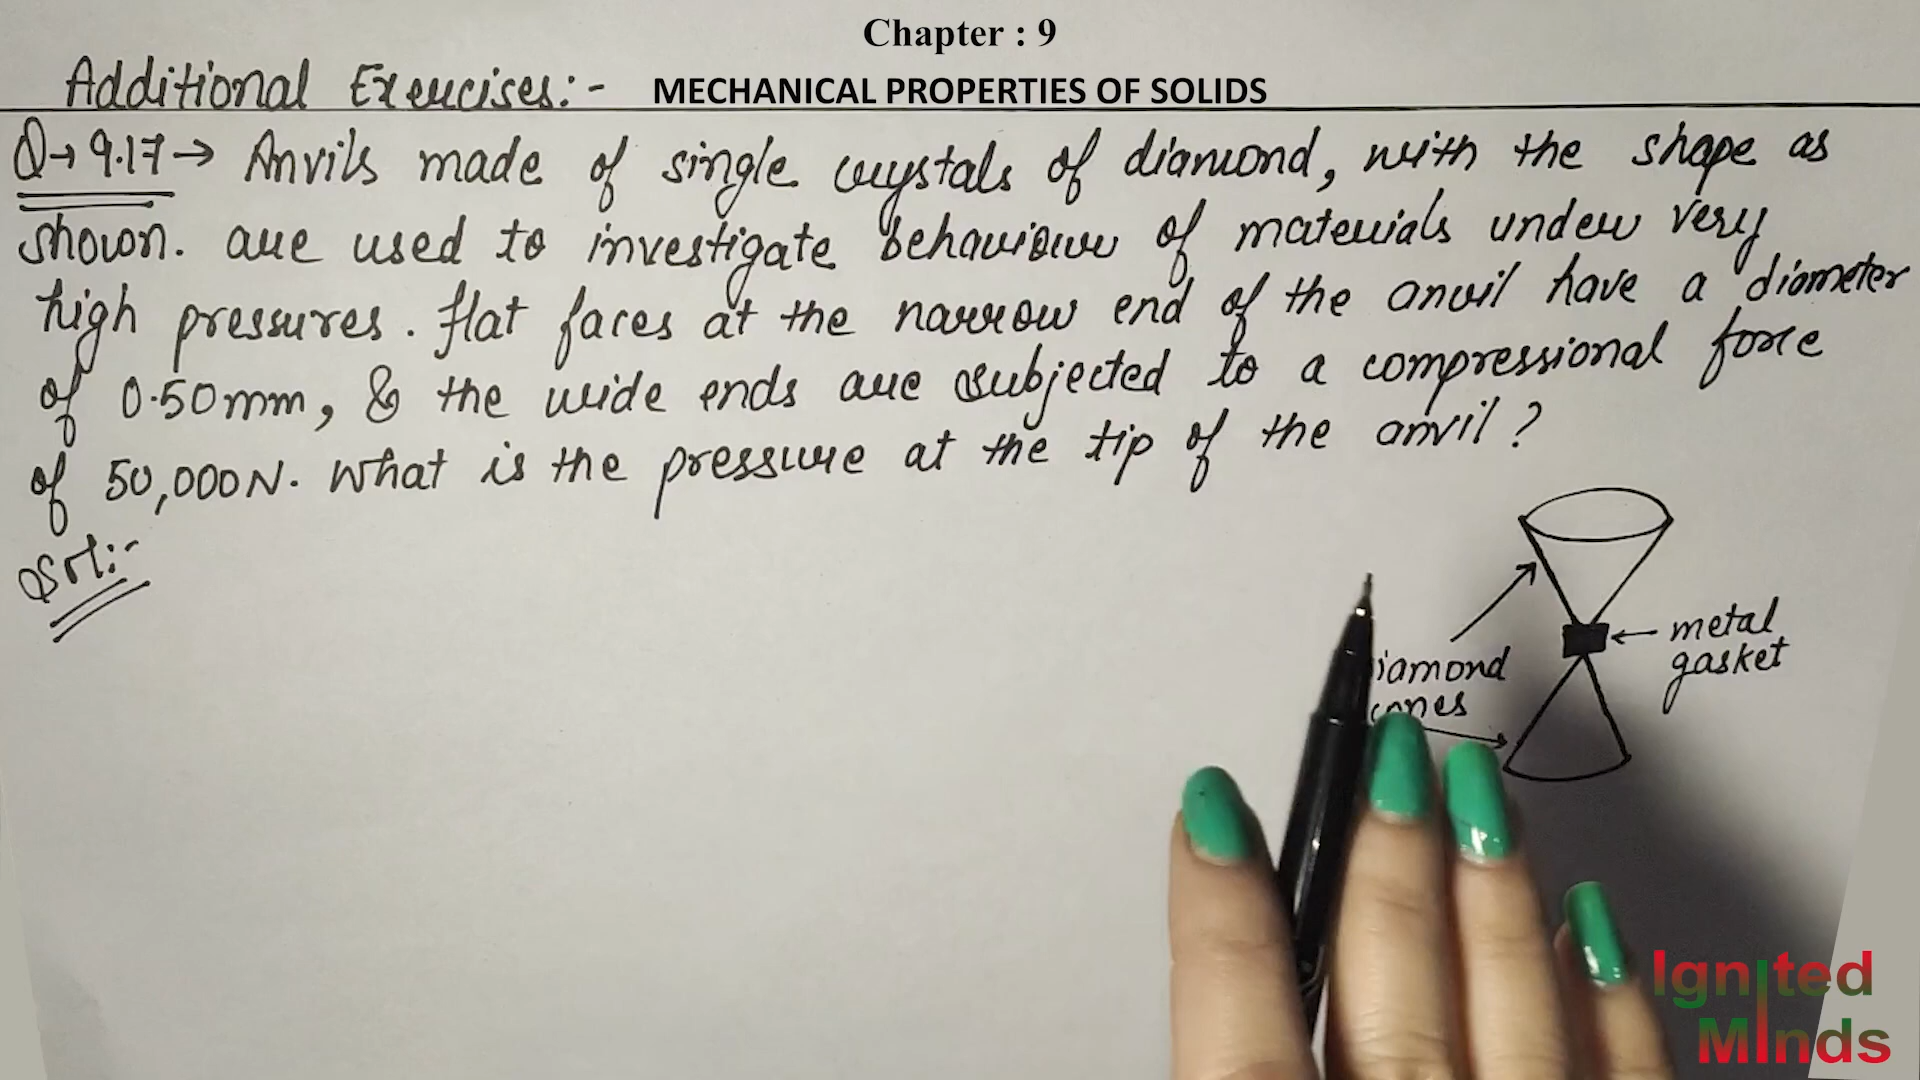 Chapter : 9
Additional Exercises:- MECHANICAL PROPERTIES OF SOLIDS
Q→ 9.17→ Anvils made of single crystals of diamond, with the shape as
shown. are used to investigate behaviour of materials under very
high pressures. flat faces at the narrow end of the anvil have a diameter
of 0.50mm, & the wide ends are subjected to a compressional force
of 50,000N. What is the pressure at the tip of the anvil?
Sol:-
metal
gasket
iamond
cones
Ignited
Minds